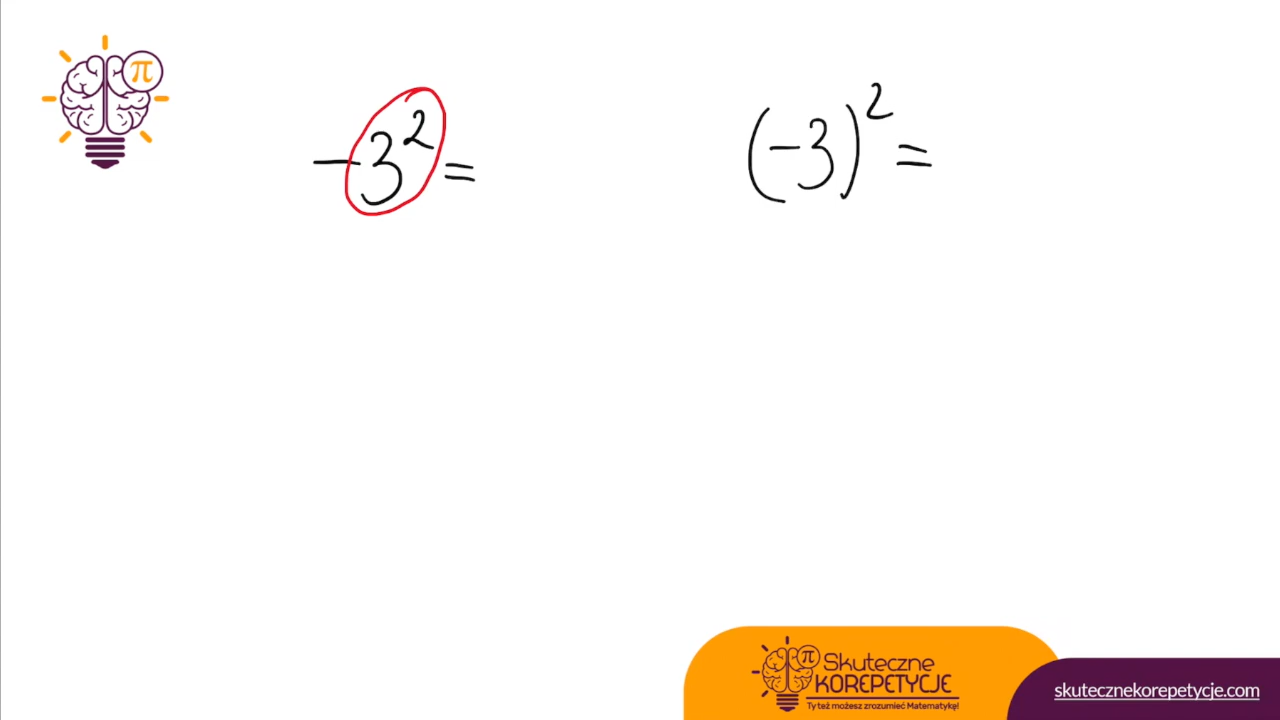 π
-3² = (-3)² =
π
Skuteczne
KOREPETYCJE
Ty też możesz zrozumieć Matematykę!
skutecznekorepetycje.com